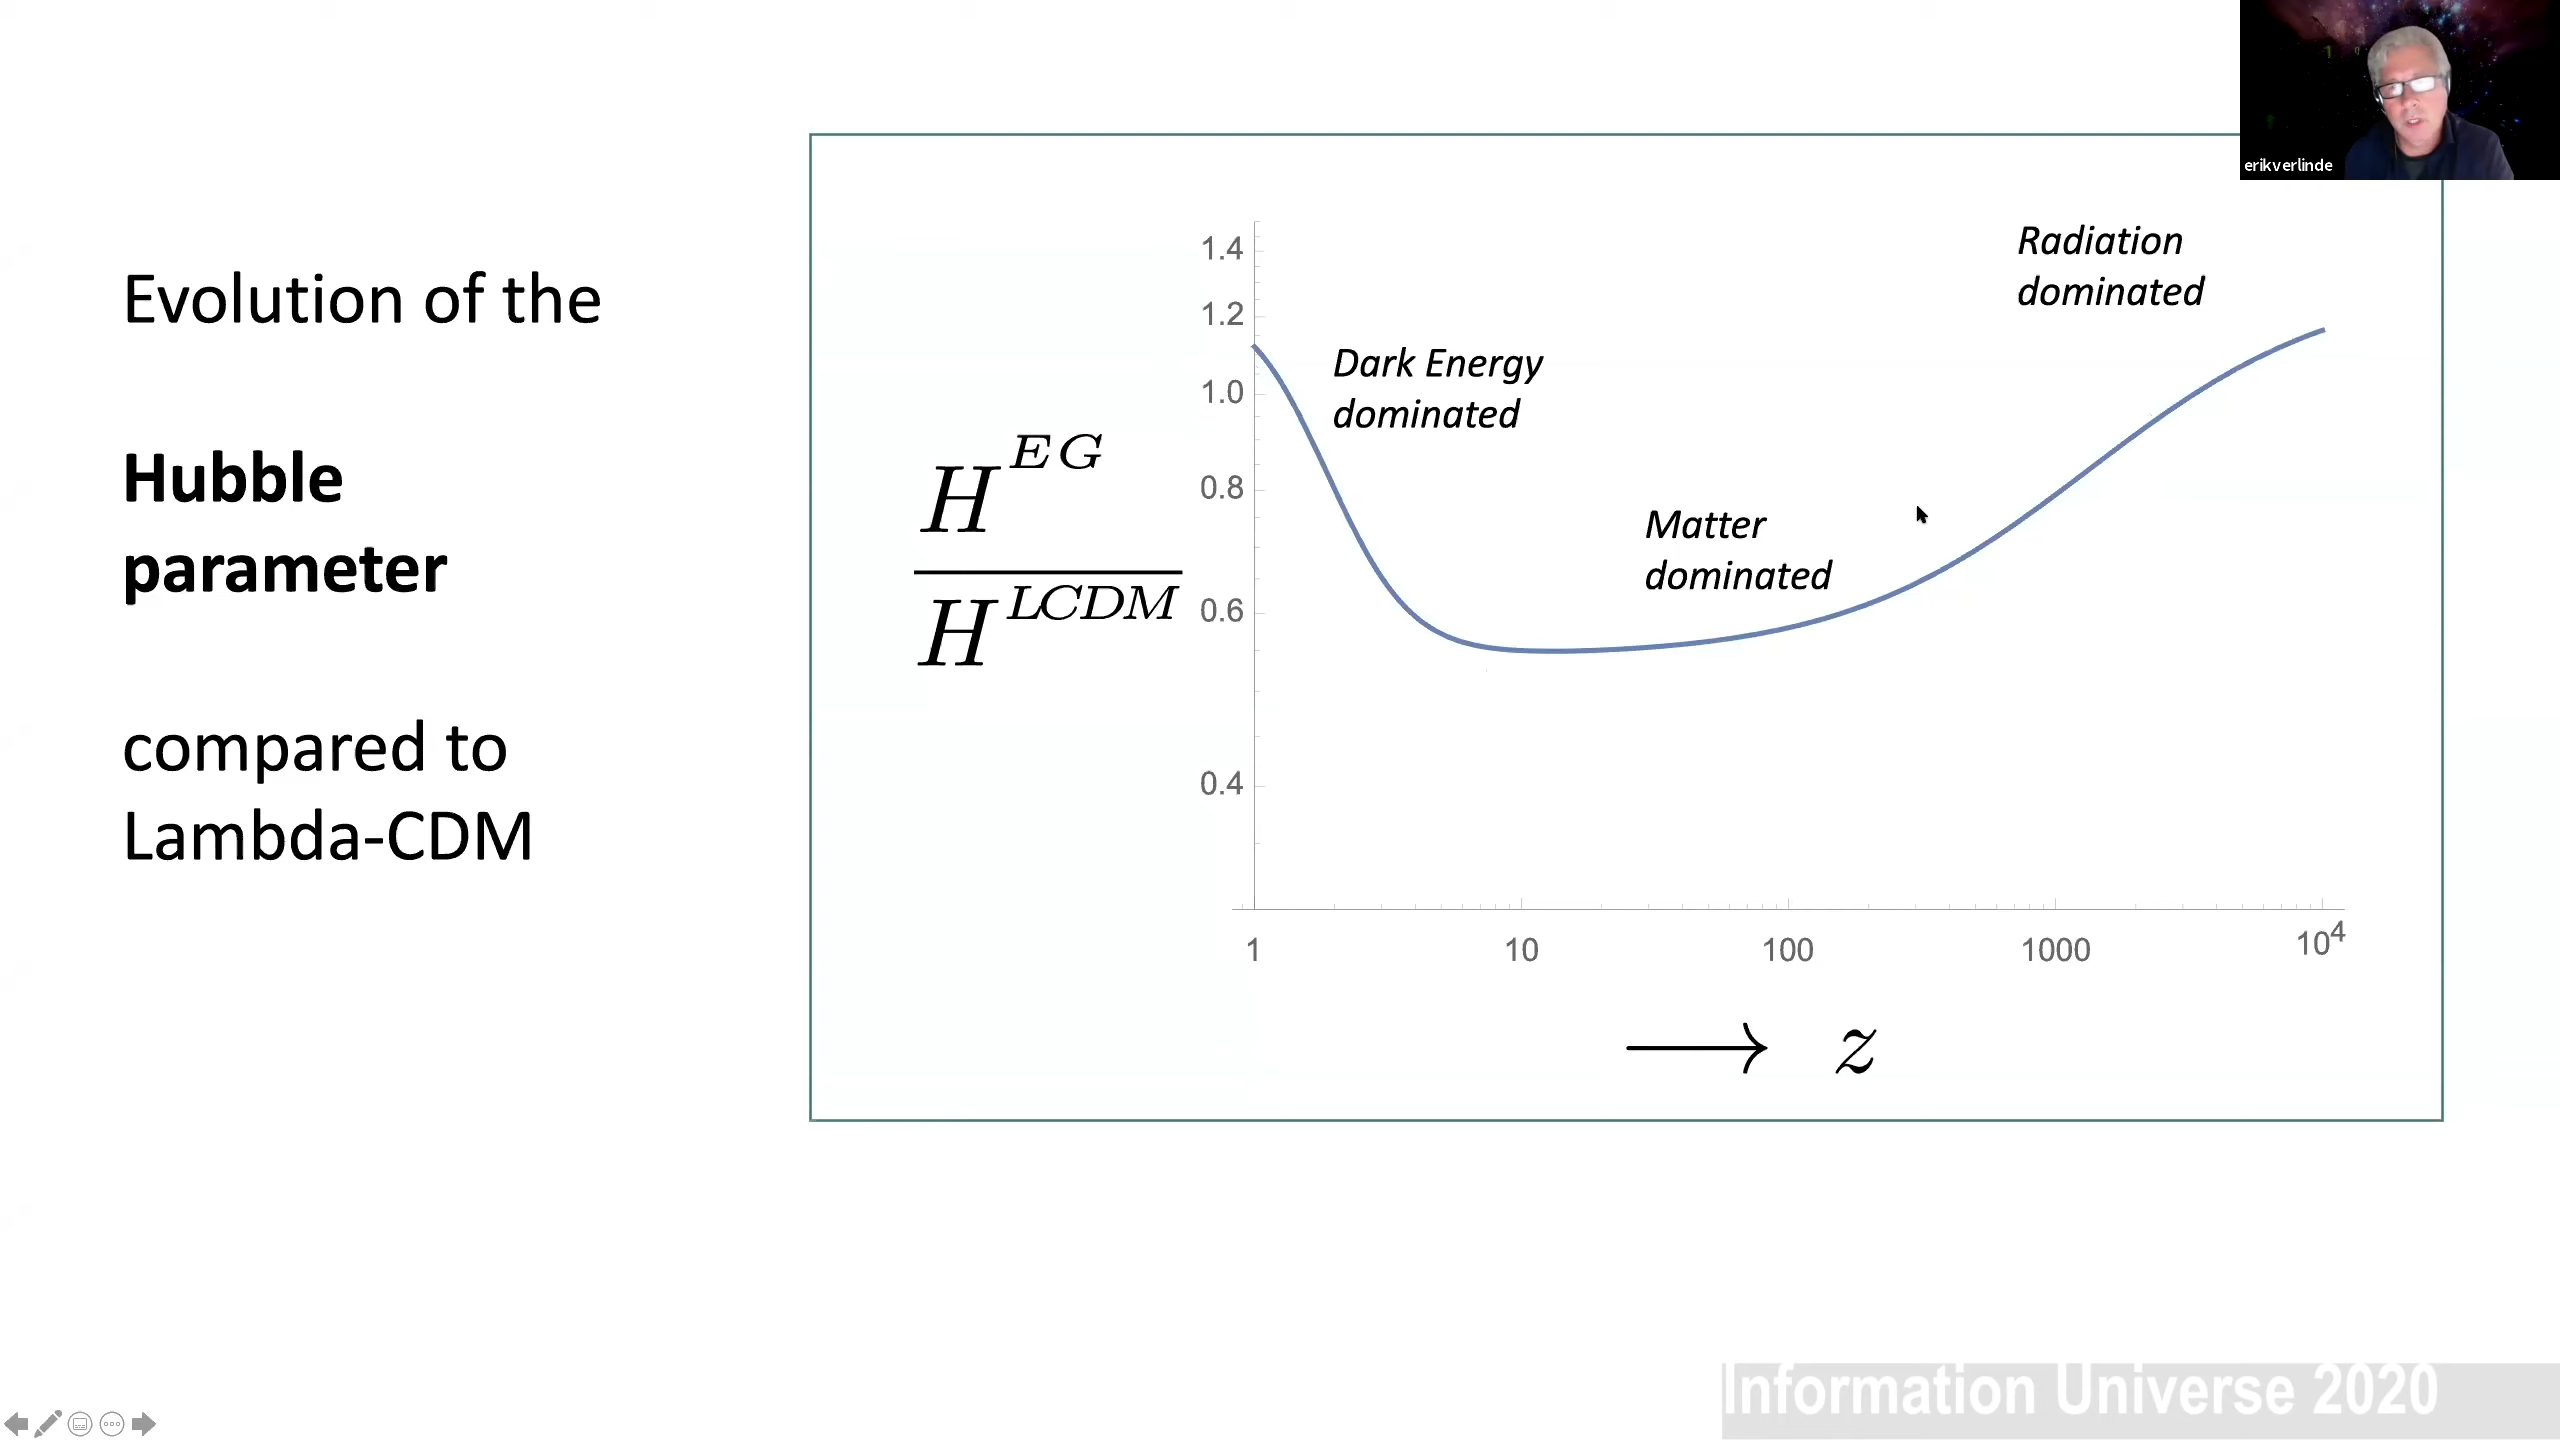 erikverlinde
Evolution of the
Hubble
parameter
compared to
Lambda-CDM
H^{EG}
H^{LCDM}
1.4
1.2
1.0
0.8
0.6
0.4
Dark Energy
dominated
Matter
dominated
Radiation
dominated
1 10 100 1000 10^4
⟶ z
Information Universe 2020